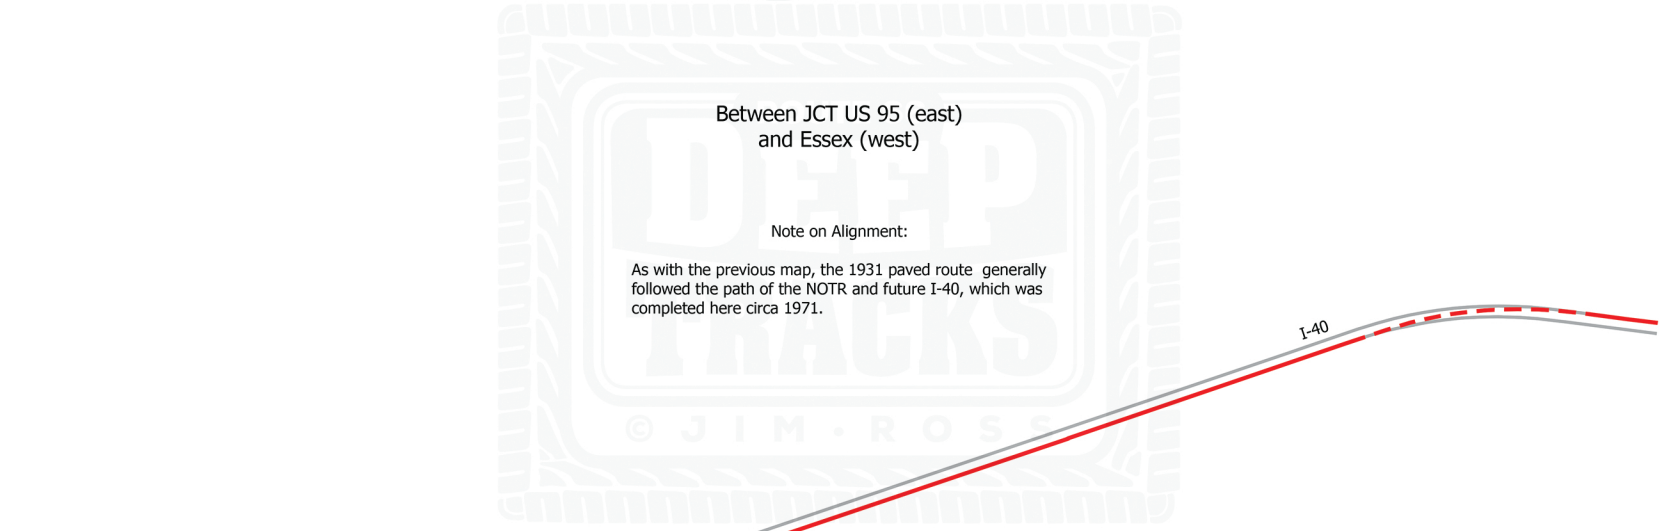 Between JCT US 95 (east)
and Essex (west)
Note on Alignment:
As with the previous map, the 1931 paved route  generally
followed the path of the NOTR and future I-40, which was
completed here circa 1971.
I-40
DEEP
TRACKS
© JIM · ROSS